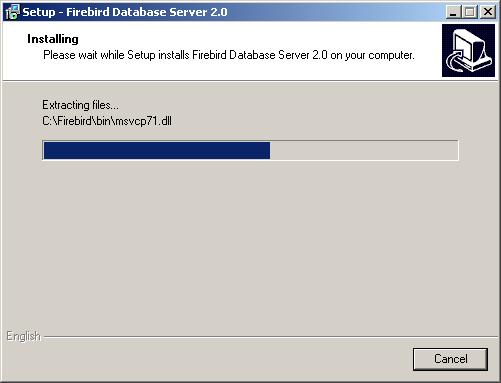 Setup - Firebird Database Server 2.0
Installing
Please wait while Setup installs Firebird Database Server 2.0 on your computer.
Extracting files...
C:\Firebird\bin\msvcp71.dll
English
Cancel